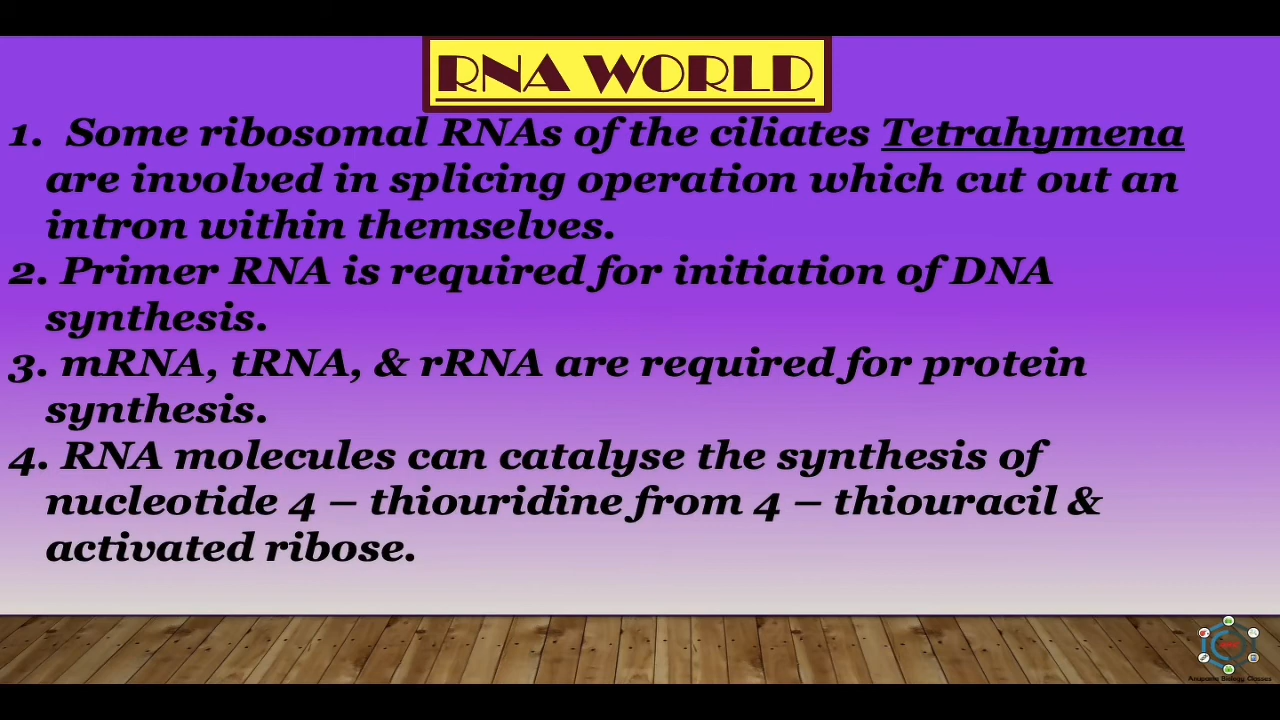 RNA WORLD
1. Some ribosomal RNAs of the ciliates Tetrahymena
are involved in splicing operation which cut out an
intron within themselves.
2. Primer RNA is required for initiation of DNA
synthesis.
3. mRNA, tRNA, & rRNA are required for protein
synthesis.
4. RNA molecules can catalyse the synthesis of
nucleotide 4 – thiouridine from 4 – thiouracil &
activated ribose.
Anupama Biology Classes